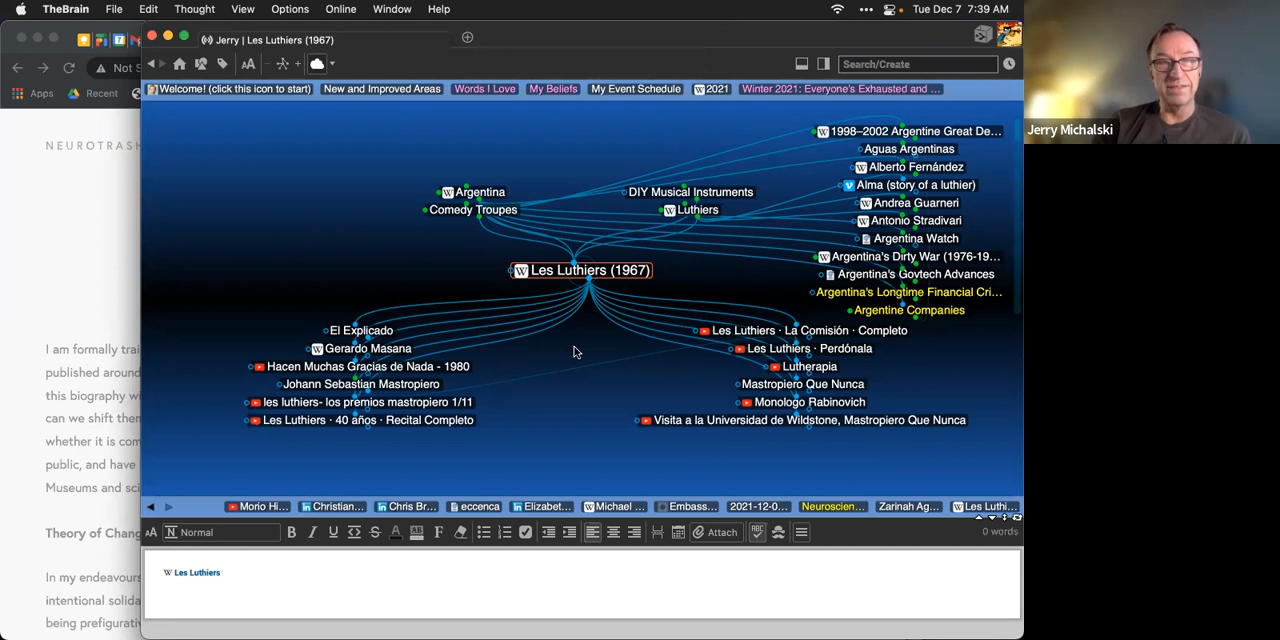 TheBrain File Edit Thought View Options Online Window Help Tue Dec 7 7:39 AM
Jerry | Les Luthiers (1967)
Not S
Search/Create
Apps Recent
Welcome! (click this icon to start) New and Improved Areas Words I Love My Beliefs My Event Schedule 2021 Winter 2021: Everyone's Exhausted and ...
Jerry Michalski
NEUROTRASH
1998–2002 Argentine Great De...
Aguas Argentinas
Alberto Fernández
Alma (story of a luthier)
Andrea Guarneri
Antonio Stradivari
Argentina Watch
Argentina's Dirty War (1976-19...
Argentina's Govtech Advances
Argentina's Longtime Financial Cri...
Argentine Companies
Argentina
Comedy Troupes
DIY Musical Instruments
Luthiers
Les Luthiers (1967)
El Explicado
Gerardo Masana
Hacen Muchas Gracias de Nada - 1980
Johann Sebastian Mastropiero
les luthiers- los premios mastropiero 1/11
Les Luthiers · 40 años · Recital Completo
Les Luthiers · La Comisión · Completo
Les Luthiers · Perdónala
Lutherapia
Mastropiero Que Nunca
Monologo Rabinovich
Visita a la Universidad de Wildstone, Mastropiero Que Nunca
I am formally trai
published around
this biography wi
can we shift them
whether it is com
public, and have
Museums and sci
Theory of Chang
In my endeavours
intentional solida
being prefigurativ
Morio Hi... Christian... Chris Br... eccenca Elizabet... Michael ... Embass... 2021-12-0... Neuroscien... Zarinah Ag... Les Luthi...
AA N Normal B I U S A F Attach ABC 0 words
Les Luthiers